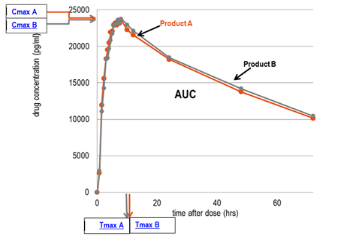 25000
Cmax A
Cmax B
Product A
20000
Product B
15000
AUC
drug concentration (pg/ml)
10000
5000
0
0
20
40
60
time after dose (hrs)
Tmax A
Tmax B